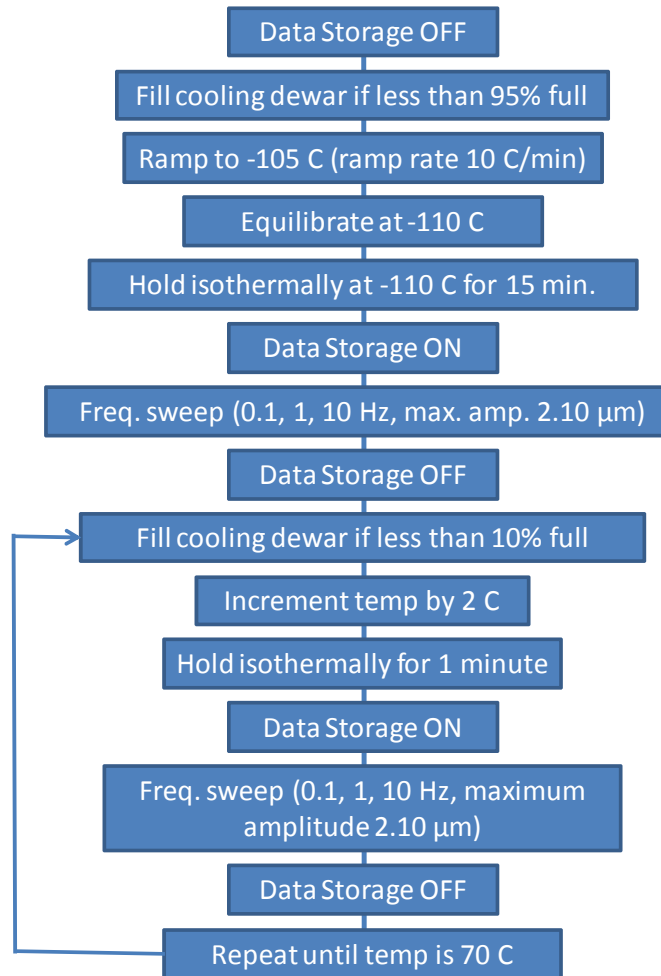 Data Storage OFF
Fill cooling dewar if less than 95% full
Ramp to -105 C (ramp rate 10 C/min)
Equilibrate at -110 C
Hold isothermally at -110 C for 15 min.
Data Storage ON
Freq. sweep (0.1, 1, 10 Hz, max. amp. 2.10 µm)
Data Storage OFF
Fill cooling dewar if less than 10% full
Increment temp by 2 C
Hold isothermally for 1 minute
Data Storage ON
Freq. sweep (0.1, 1, 10 Hz, maximum
amplitude 2.10 µm)
Data Storage OFF
Repeat until temp is 70 C